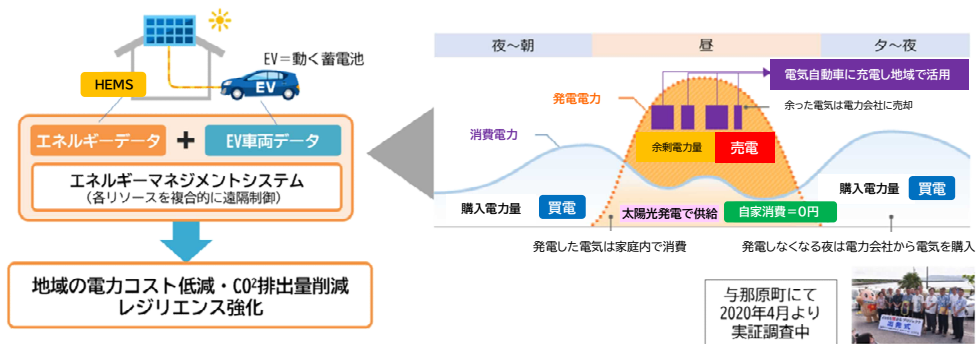 EV=動く蓄電池
HEMS
EV
エネルギーデータ
+
EV車両データ
エネルギーマネジメントシステム
(各リソースを複合的に遠隔制御)
地域の電力コスト低減・CO²排出量削減
レジリエンス強化
夜～朝
昼
夕～夜
電気自動車に充電し地域で活用
発電電力
余った電気は電力会社に売却
消費電力
余剰電力量
売電
購入電力量
買電
太陽光発電で供給
自家消費=0円
購入電力量
買電
発電した電気は家庭内で消費
発電しなくなる夜は電力会社から電気を購入
与那原町にて
2020年4月より
実証調査中